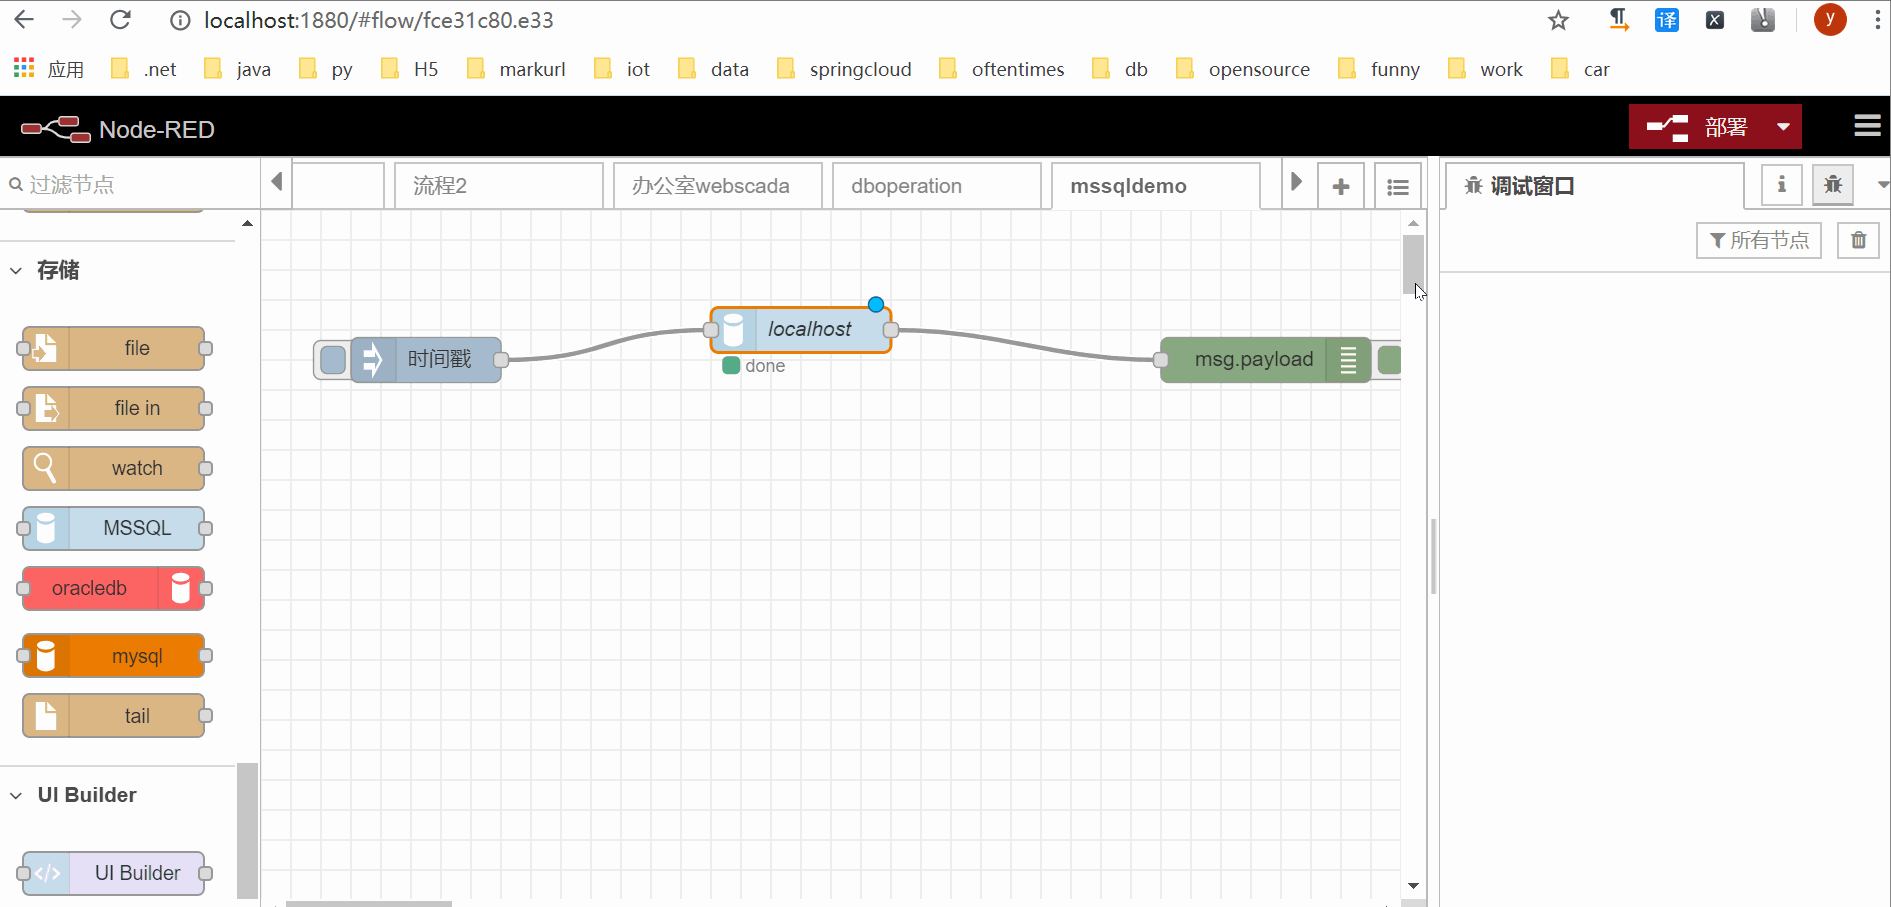 localhost:1880/#flow/fce31c80.e33
y
应用 .net java py H5 markurl iot data springcloud oftentimes db opensource funny work car
Node-RED
部署
过滤节点
流程2
办公室webscada
dboperation
mssqldemo
调试窗口
所有节点
存储
file
file in
watch
MSSQL
oracledb
mysql
tail
UI Builder
UI Builder
时间戳
localhost
done
msg.payload